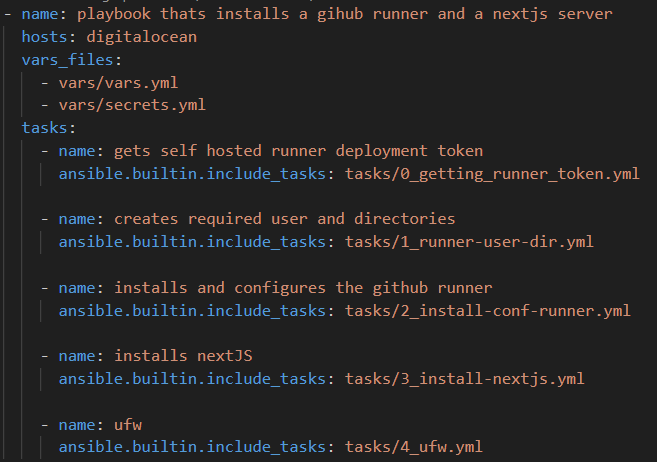 - name: playbook thats installs a gihub runner and a nextjs server
  hosts: digitalocean
  vars_files:
    - vars/vars.yml
    - vars/secrets.yml
  tasks:
    - name: gets self hosted runner deployment token
      ansible.builtin.include_tasks: tasks/0_getting_runner_token.yml

    - name: creates required user and directories
      ansible.builtin.include_tasks: tasks/1_runner-user-dir.yml

    - name: installs and configures the github runner
      ansible.builtin.include_tasks: tasks/2_install-conf-runner.yml

    - name: installs nextJS
      ansible.builtin.include_tasks: tasks/3_install-nextjs.yml

    - name: ufw
      ansible.builtin.include_tasks: tasks/4_ufw.yml